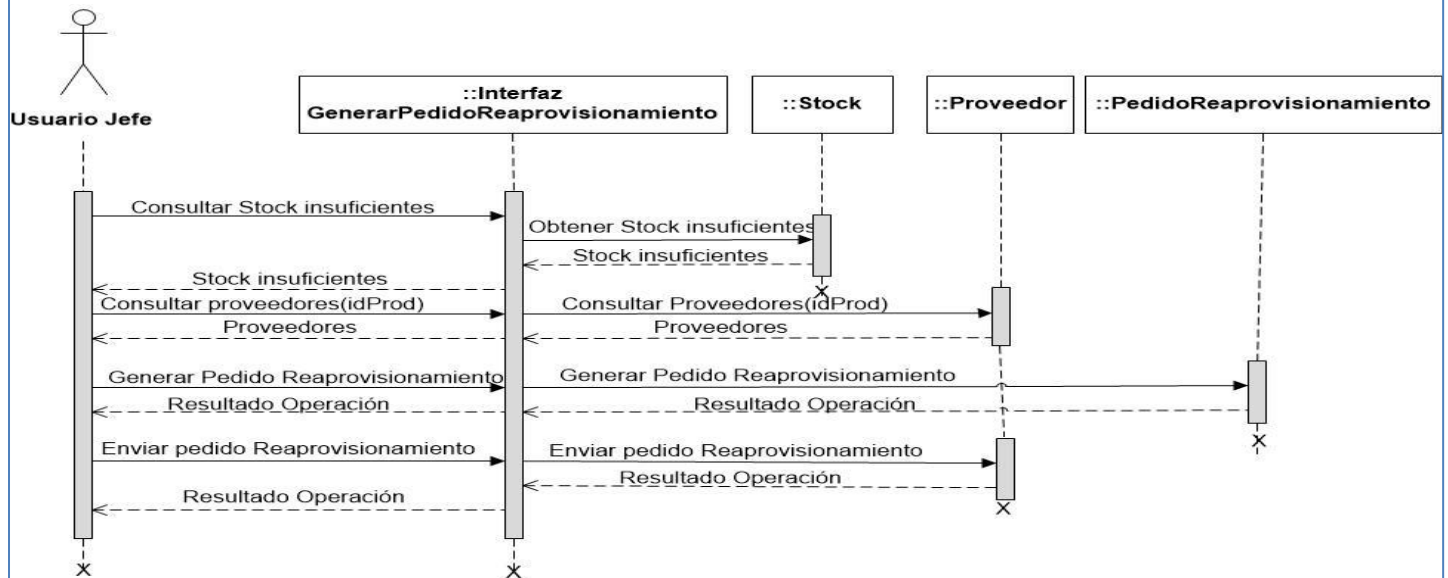 Usuario Jefe
::Interfaz
GenerarPedidoReaprovisionamiento
::Stock
::Proveedor
::PedidoReaprovisionamiento
Consultar Stock insuficientes
Obtener Stock insuficientes
Stock insuficientes
Stock insuficientes
Consultar proveedores(idProd)
Consultar Proveedores(idProd)
Proveedores
Proveedores
Generar Pedido Reaprovisionamiento
Generar Pedido Reaprovisionamiento
Resultado Operación
Resultado Operación
Enviar pedido Reaprovisionamiento
Enviar pedido Reaprovisionamiento
Resultado Operación
Resultado Operación